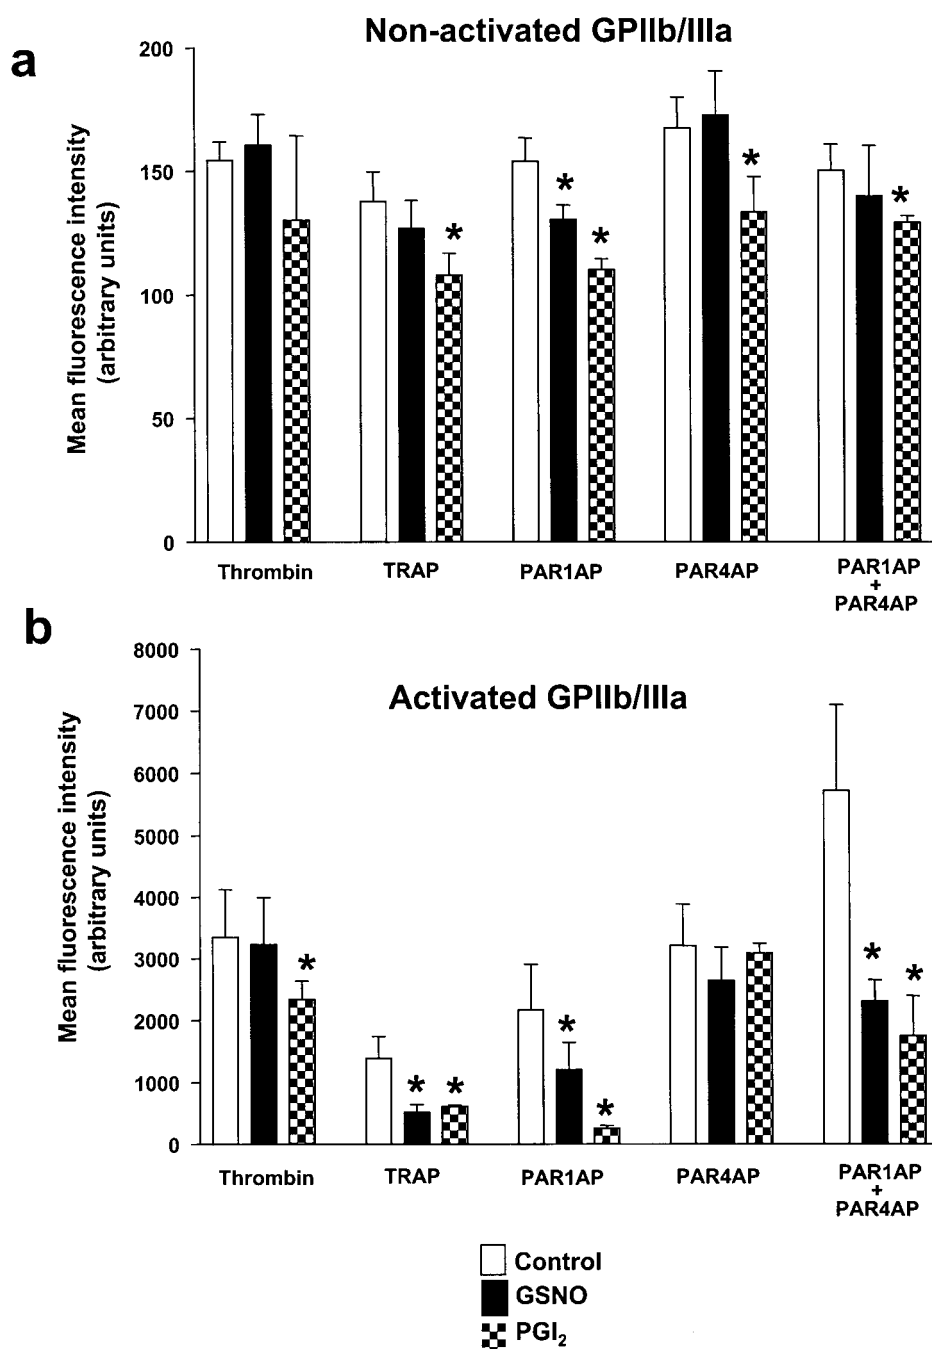 a
Non-activated GPIIb/IIIa
Mean fluorescence intensity
(arbitrary units)
200
150
100
50
0
*
*
*
*
*
Thrombin
TRAP
PAR1AP
PAR4AP
PAR1AP
+
PAR4AP
b
Activated GPIIb/IIIa
Mean fluorescence intensity
(arbitrary units)
8000
7000
6000
5000
4000
3000
2000
1000
0
*
*
*
*
*
*
*
Thrombin
TRAP
PAR1AP
PAR4AP
PAR1AP
+
PAR4AP
Control
GSNO
PGI₂